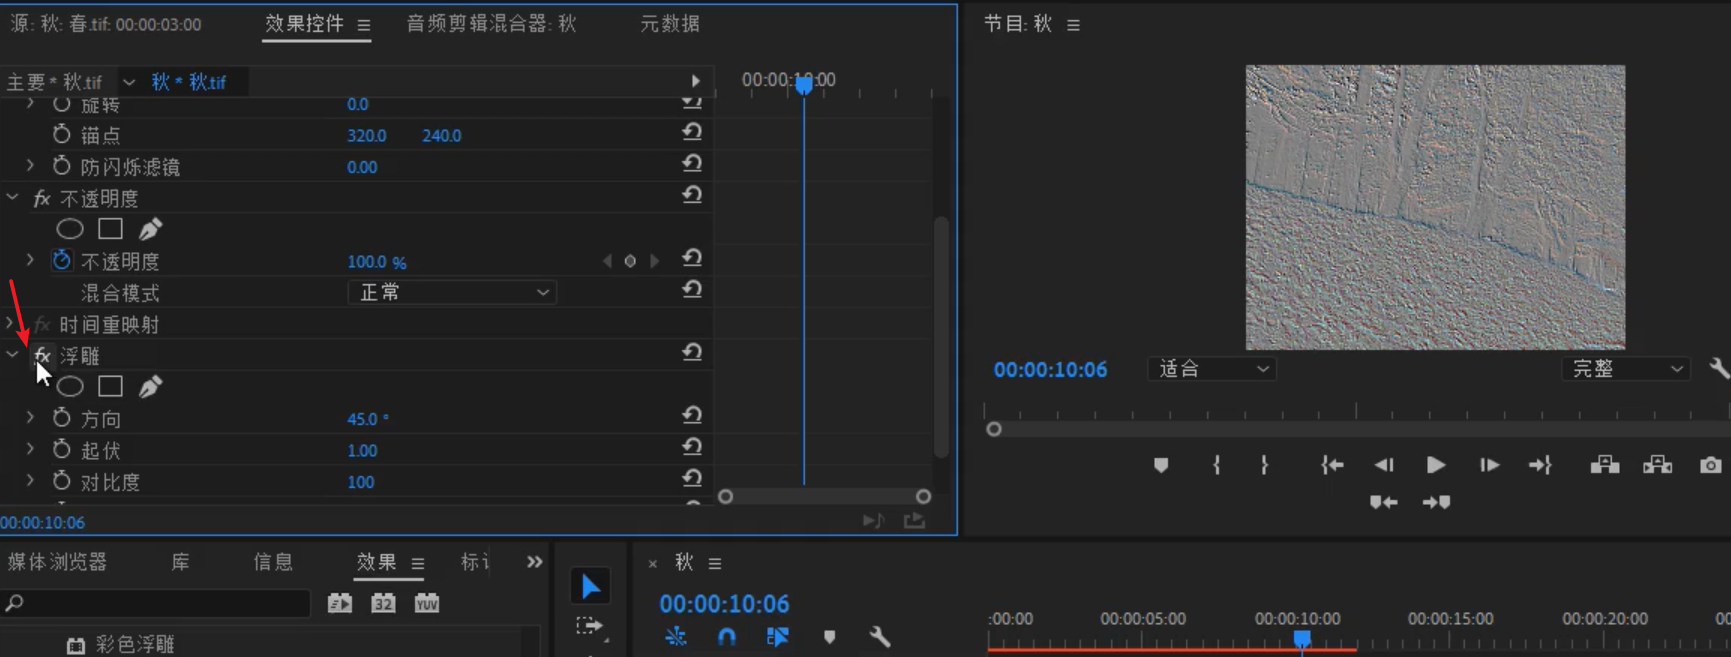 源: 秋: 春.tif: 00:00:03:00
效果控件
音频剪辑混合器: 秋
元数据
主要 * 秋.tif
秋 * 秋.tif
00:00:10:00
旋转 0.0
锚点 320.0 240.0
防闪烁滤镜 0.00
fx 不透明度
不透明度 100.0 %
混合模式 正常
fx 时间重映射
fx 浮雕
方向 45.0 °
起伏 1.00
对比度 100
00:00:10:06
节目: 秋
00:00:10:06
适合
完整
媒体浏览器
库
信息
效果
标
32
YUV
彩色浮雕
× 秋
00:00:10:06
:00:00
00:00:05:00
00:00:10:00
00:00:15:00
00:00:20:00
00